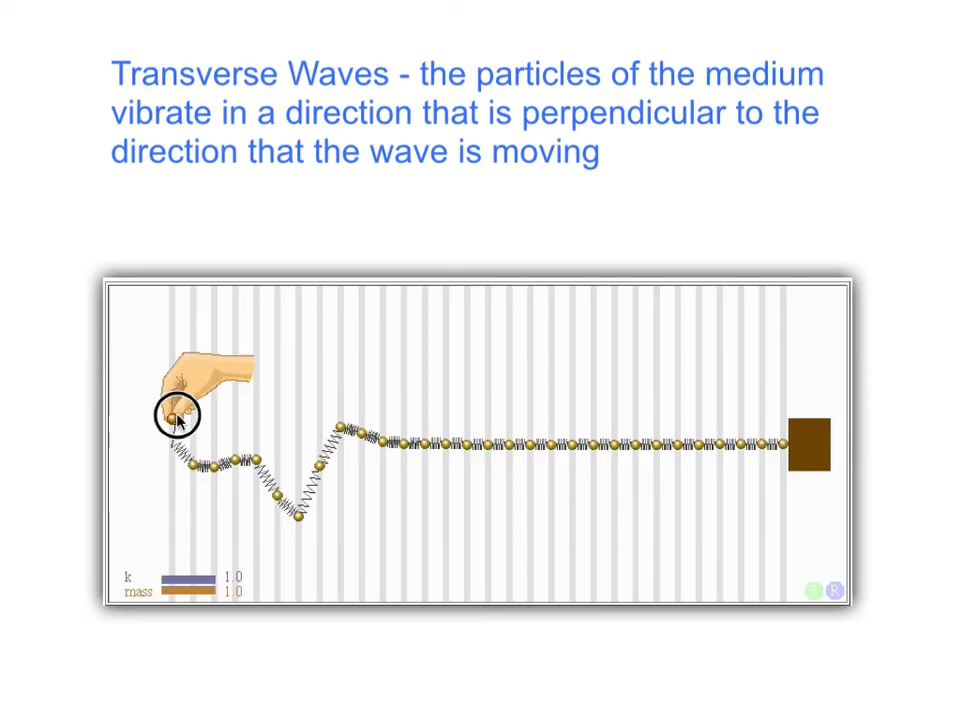 Transverse Waves - the particles of the medium
vibrate in a direction that is perpendicular to the
direction that the wave is moving
k 1.0
mass 1.0
R